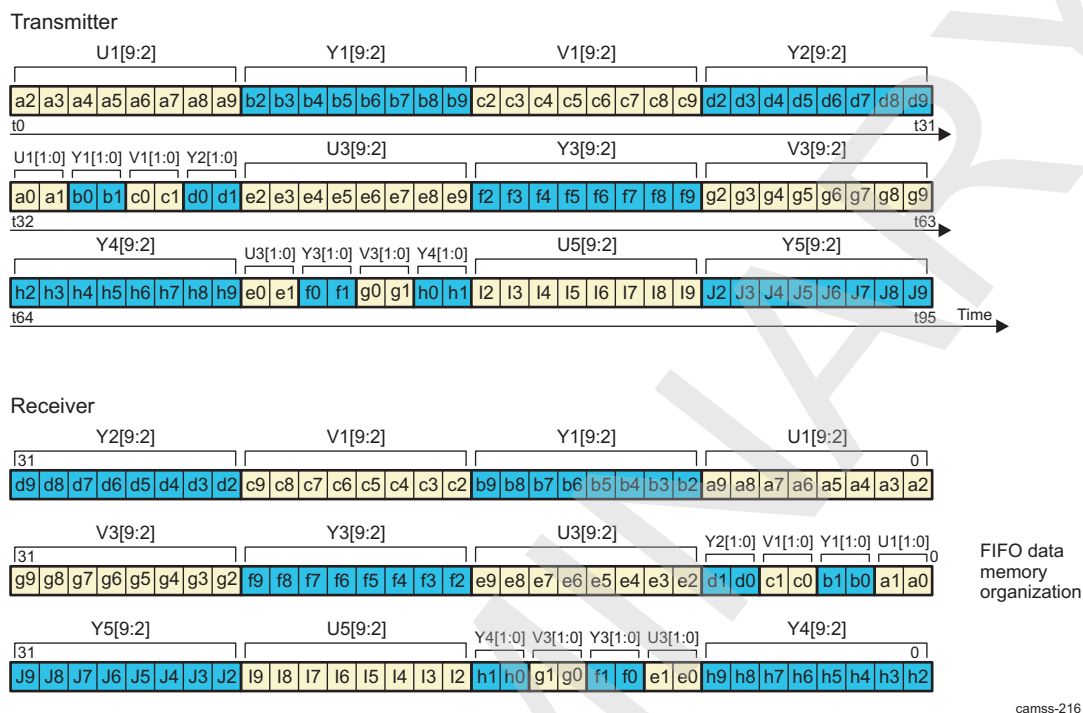 Transmitter
U1[9:2] Y1[9:2] V1[9:2] Y2[9:2]
a2 a3 a4 a5 a6 a7 a8 a9 b2 b3 b4 b5 b6 b7 b8 b9 c2 c3 c4 c5 c6 c7 c8 c9 d2 d3 d4 d5 d6 d7 d8 d9
t0 t31
U1[1:0] Y1[1:0] V1[1:0] Y2[1:0] U3[9:2] Y3[9:2] V3[9:2]
a0 a1 b0 b1 c0 c1 d0 d1 e2 e3 e4 e5 e6 e7 e8 e9 f2 f3 f4 f5 f6 f7 f8 f9 g2 g3 g4 g5 g6 g7 g8 g9
t32 t63
Y4[9:2] U3[1:0] Y3[1:0] V3[1:0] Y4[1:0] U5[9:2] Y5[9:2]
h2 h3 h4 h5 h6 h7 h8 h9 e0 e1 f0 f1 g0 g1 h0 h1 I2 I3 I4 I5 I6 I7 I8 I9 J2 J3 J4 J5 J6 J7 J8 J9
t64 t95 Time
Receiver
Y2[9:2] V1[9:2] Y1[9:2] U1[9:2]
31 0
d9 d8 d7 d6 d5 d4 d3 d2 c9 c8 c7 c6 c5 c4 c3 c2 b9 b8 b7 b6 b5 b4 b3 b2 a9 a8 a7 a6 a5 a4 a3 a2
V3[9:2] Y3[9:2] U3[9:2] Y2[1:0] V1[1:0] Y1[1:0] U1[1:0]
31 0
g9 g8 g7 g6 g5 g4 g3 g2 f9 f8 f7 f6 f5 f4 f3 f2 e9 e8 e7 e6 e5 e4 e3 e2 d1 d0 c1 c0 b1 b0 a1 a0
FIFO data
memory
organization
Y5[9:2] U5[9:2] Y4[1:0] V3[1:0] Y3[1:0] U3[1:0] Y4[9:2]
31 0
J9 J8 J7 J6 J5 J4 J3 J2 I9 I8 I7 I6 I5 I4 I3 I2 h1 h0 g1 g0 f1 f0 e1 e0 h9 h8 h7 h6 h5 h4 h3 h2
camss-216